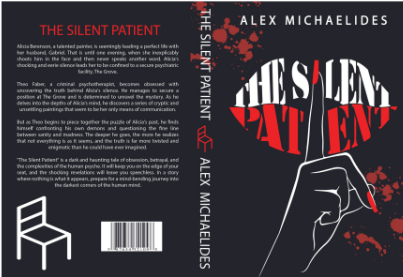 THE SILENT PATIENT
Alicia Berenson, a talented painter, is seemingly leading a perfect life with
her husband, Gabriel. That is until one evening, when she inexplicably
shoots him in the face and then never speaks another word. Alicia's
shocking and eerie silence leads her to be confined to a secure psychiatric
facility, The Grove.
Theo Faber, a criminal psychotherapist, becomes obsessed with
uncovering the truth behind Alicia's silence. He manages to secure a
position at The Grove and is determined to unravel the mystery. As he
delves into the depths of Alicia's mind, he discovers a series of cryptic and
unsettling paintings that seem to be her only means of communication.
But as Theo begins to piece together the puzzle of Alicia's past, he finds
himself confronting his own demons and questioning the fine line
between sanity and madness. The deeper he goes, the more he realises
that not everything is as it seems, and the truth is far more twisted and
enigmatic than he could have ever imagined.
"The Silent Patient" is a dark and haunting tale of obsession, betrayal, and
the complexities of the human psyche. It will keep you on the edge of your
seat, and the shocking revelations will leave you speechless. In a story
where nothing is what it appears, prepare for a mind-bending journey into
the darkest corners of the human mind.
THE SILENT PATIENT
ALEX MICHAELIDES
ALEX MICHAELIDES
THE SILENT
PATIENT